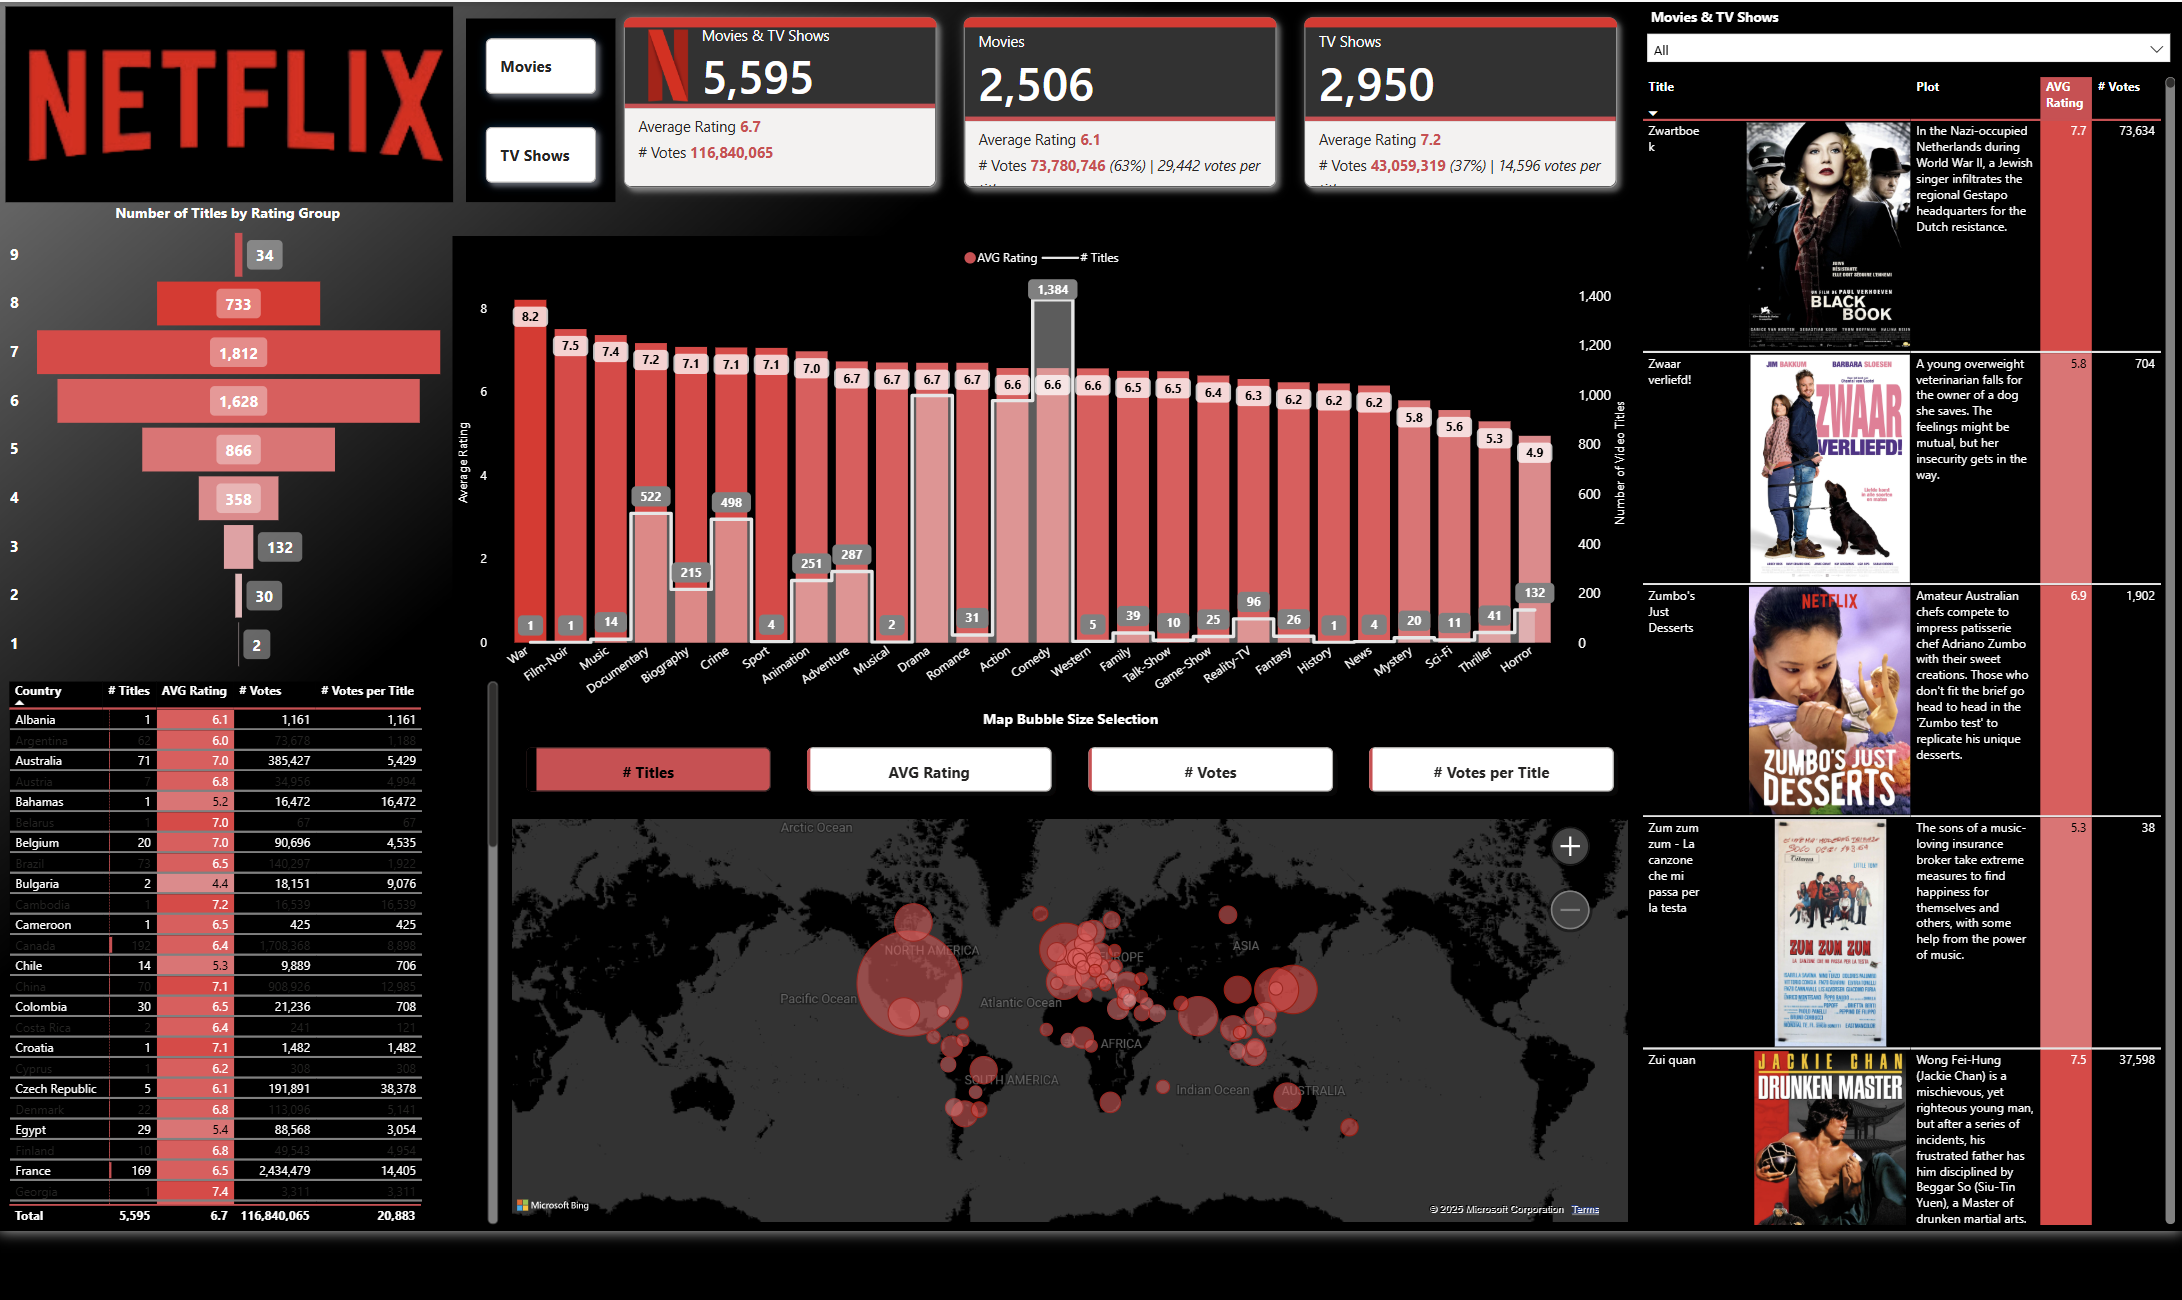 NETFLIX
Movies
TV Shows
Movies & TV Shows
5,595
Average Rating 6.7
# Votes 116,840,065
Movies
2,506
Average Rating 6.1
# Votes 73,780,746 (63%) | 29,442 votes per
TV Shows
2,950
Average Rating 7.2
# Votes 43,059,319 (37%) | 14,596 votes per
Number of Titles by Rating Group
9 34
8 733
7 1,812
6 1,628
5 866
4 358
3 132
2 30
1 2
AVG Rating # Titles
Average Rating
8
6
4
2
0
8.2 7.5 7.4 7.2 7.1 7.1 7.1 7.0 6.7 6.7 6.7 6.7 6.6 6.6 6.6 6.5 6.5 6.4 6.3 6.2 6.2 6.2 5.8 5.6 5.3 4.9
1 1 14 522 215 498 4 251 287 2 31 1,384 5 39 10 25 96 26 1 4 20 11 41 132
War Film-Noir Music Documentary Biography Crime Sport Animation Adventure Musical Drama Romance Action Comedy Western Family Talk-Show Game-Show Reality-TV Fantasy History News Mystery Sci-Fi Thriller Horror
1,400
1,200
1,000
800
600
400
200
0
Number of Video Titles
Country # Titles AVG Rating # Votes # Votes per Title
Albania 1 6.1 1,161 1,161
Argentina 62 6.0 73,678 1,188
Australia 71 7.0 385,427 5,429
Austria 7 6.8 34,956 4,994
Bahamas 1 5.2 16,472 16,472
Belarus 1 7.0 67 67
Belgium 20 7.0 90,696 4,535
Brazil 73 6.5 140,297 1,922
Bulgaria 2 4.4 18,151 9,076
Cambodia 1 7.2 16,539 16,539
Cameroon 1 6.5 425 425
Canada 192 6.4 1,708,368 8,898
Chile 14 5.3 9,889 706
China 70 7.1 908,926 12,985
Colombia 30 6.5 21,236 708
Costa Rica 2 6.4 241 121
Croatia 1 7.1 1,482 1,482
Cyprus 1 6.2 308 308
Czech Republic 5 6.1 191,891 38,378
Denmark 22 6.8 113,096 5,141
Egypt 29 5.4 88,568 3,054
Finland 10 6.8 49,543 4,954
France 169 6.5 2,434,479 14,405
Georgia 1 7.4 3,311 3,311
Total 5,595 6.7 116,840,065 20,883
Map Bubble Size Selection
# Titles
AVG Rating
# Votes
# Votes per Title
Arctic Ocean
NORTH AMERICA
EUROPE
ASIA
Pacific Ocean
Atlantic Ocean
AFRICA
SOUTH AMERICA
Indian Ocean
AUSTRALIA
+
Microsoft Bing
© 2025 Microsoft Corporation Terms
Movies & TV Shows
All
Title Plot AVG Rating # Votes
Zwartboe
k
UN FILM DE PAUL VERHOEVEN
BLACK
BOOK
In the Nazi-occupied
Netherlands during
World War II, a Jewish
singer infiltrates the
regional Gestapo
headquarters for the
Dutch resistance.
7.7 73,634
Zwaar
verliefd!
JIM BAKKUM BARBARA SLOESEN
ZWAAR
VERLIEFD!
A young overweight
veterinarian falls for
the owner of a dog
she saves. The
feelings might be
mutual, but her
insecurity gets in the
way.
5.8 704
Zumbo's
Just
Desserts
NETFLIX
ZUMBO'S JUST
DESSERTS
Amateur Australian
chefs compete to
impress patisserie
chef Adriano Zumbo
with their sweet
creations. Those who
don't fit the brief go
head to head in the
'Zumbo test' to
replicate his unique
desserts.
6.9 1,902
Zum zum
zum - La
canzone
che mi
passa per
la testa
LITTLE TONY
ZUM ZUM ZUM
LA CANZONE CHE MI PASSA PER LA TESTA
The sons of a music-
loving insurance
broker take extreme
measures to find
happiness for
themselves and
others, with some
help from the power
of music.
5.3 38
Zui quan
JACKIE CHAN
DRUNKEN MASTER
Wong Fei-Hung
(Jackie Chan) is a
mischievous, yet
righteous young man,
but after a series of
incidents, his
frustrated father has
him disciplined by
Beggar So (Siu-Tin
Yuen), a Master of
drunken martial arts.
7.5 37,598